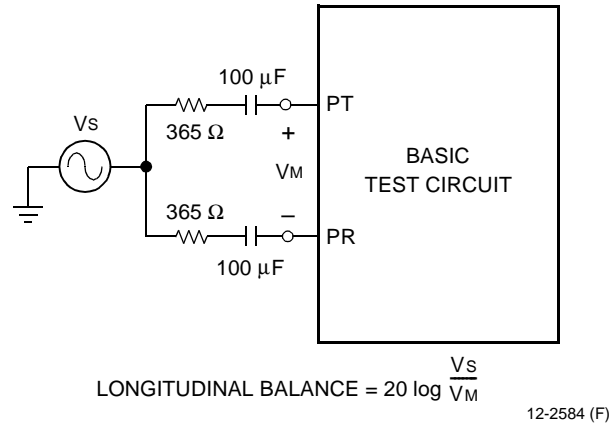 100 μF
PT
Vs
365 Ω
+
BASIC
TEST CIRCUIT
VM
365 Ω
–
PR
100 μF
LONGITUDINAL BALANCE = 20 log Vs
VM
12-2584 (F)